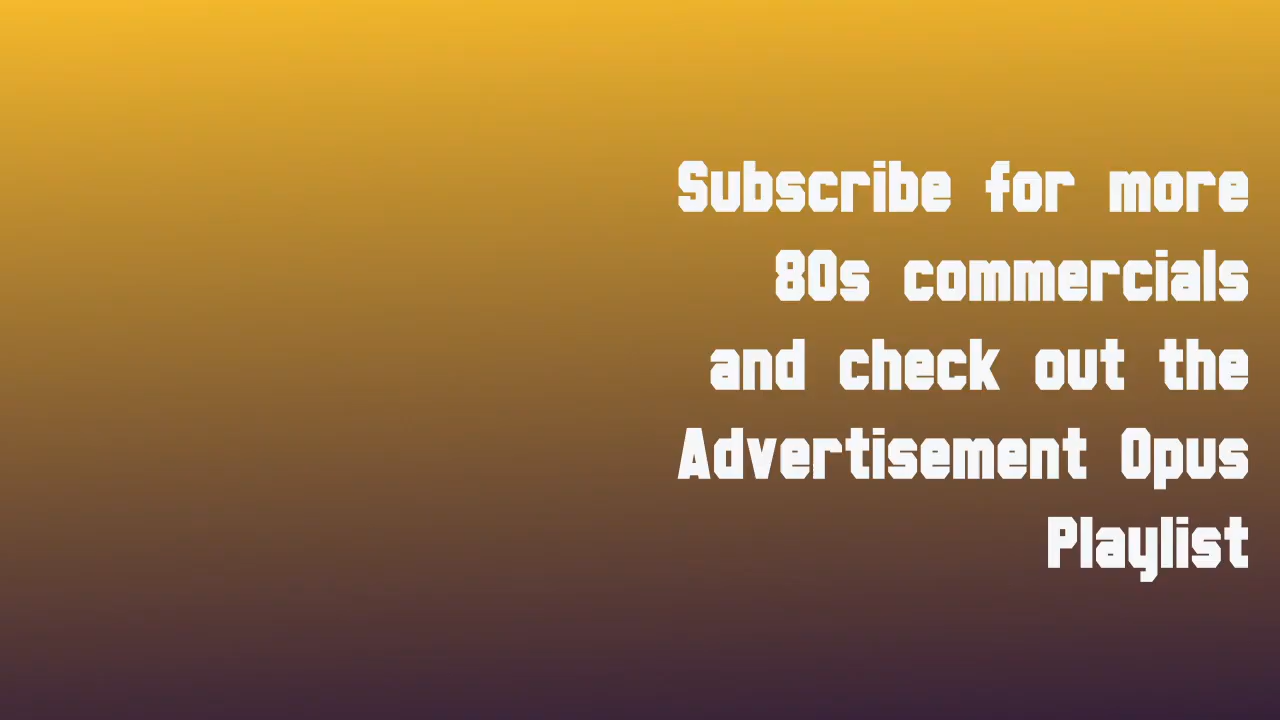 Subscribe for more
80s commercials
and check out the
Advertisement Opus
Playlist